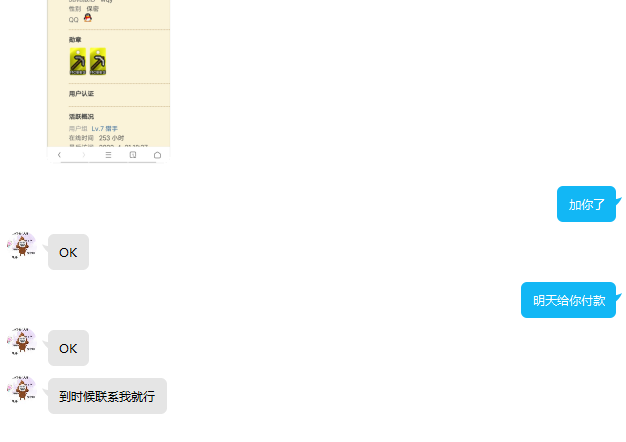 性别 保密
QQ
勋章
用户认证
活跃概况
用户组 Lv.7 猎手
在线时间 253 小时
加你了
OK
明天给你付款
OK
到时候联系我就行